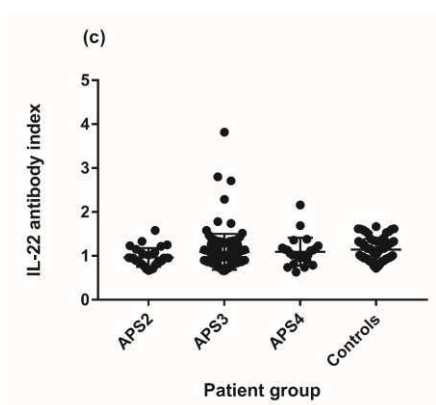 (c)
5
4
3
2
1
0
IL-22 antibody index
APS2
APS3
APS4
Controls
Patient group